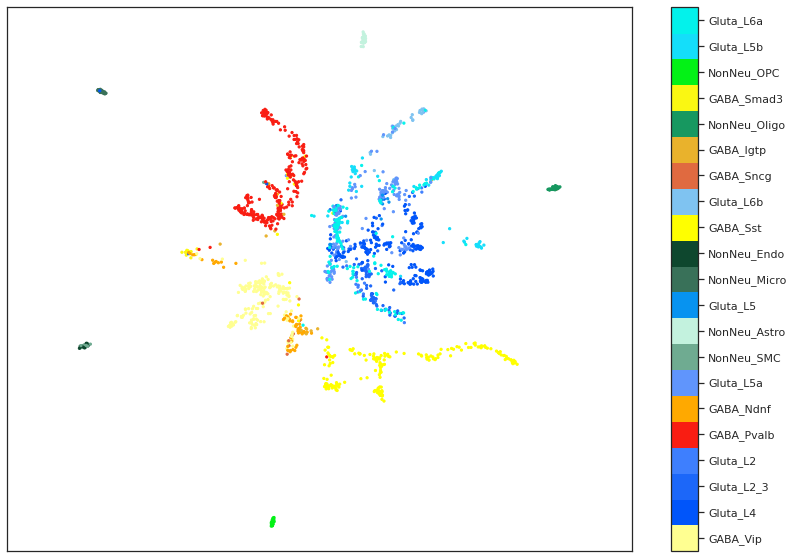 Gluta_L6a
Gluta_L5b
NonNeu_OPC
GABA_Smad3
NonNeu_Oligo
GABA_Igtp
GABA_Sncg
Gluta_L6b
GABA_Sst
NonNeu_Endo
NonNeu_Micro
Gluta_L5
NonNeu_Astro
NonNeu_SMC
Gluta_L5a
GABA_Ndnf
GABA_Pvalb
Gluta_L2
Gluta_L2_3
Gluta_L4
GABA_Vip